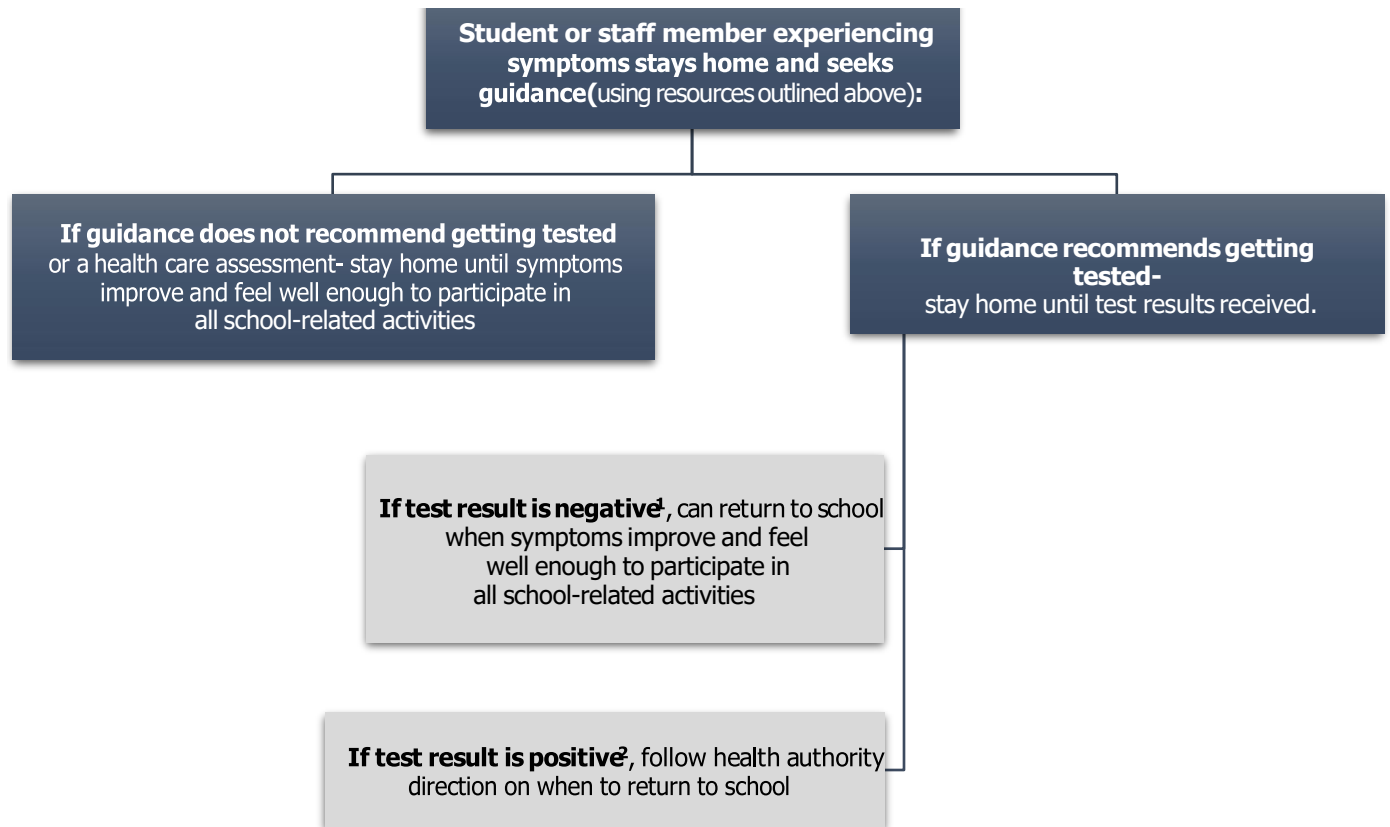 Student or staff member experiencing
symptoms stays home and seeks
guidance(using resources outlined above):
If guidance does not recommend getting tested
or a health care assessment- stay home until symptoms
improve and feel well enough to participate in
all school-related activities
If guidance recommends getting
tested-
stay home until test results received.
If test result is negative¹, can return to school
when symptoms improve and feel
well enough to participate in
all school-related activities
If test result is positive², follow health authority
direction on when to return to school